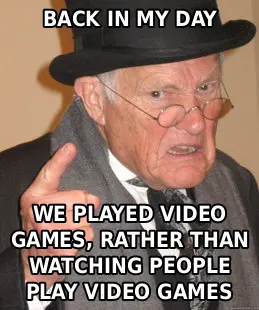 BACK IN MY DAY
WE PLAYED VIDEO
GAMES, RATHER THAN
WATCHING PEOPLE
PLAY VIDEO GAMES